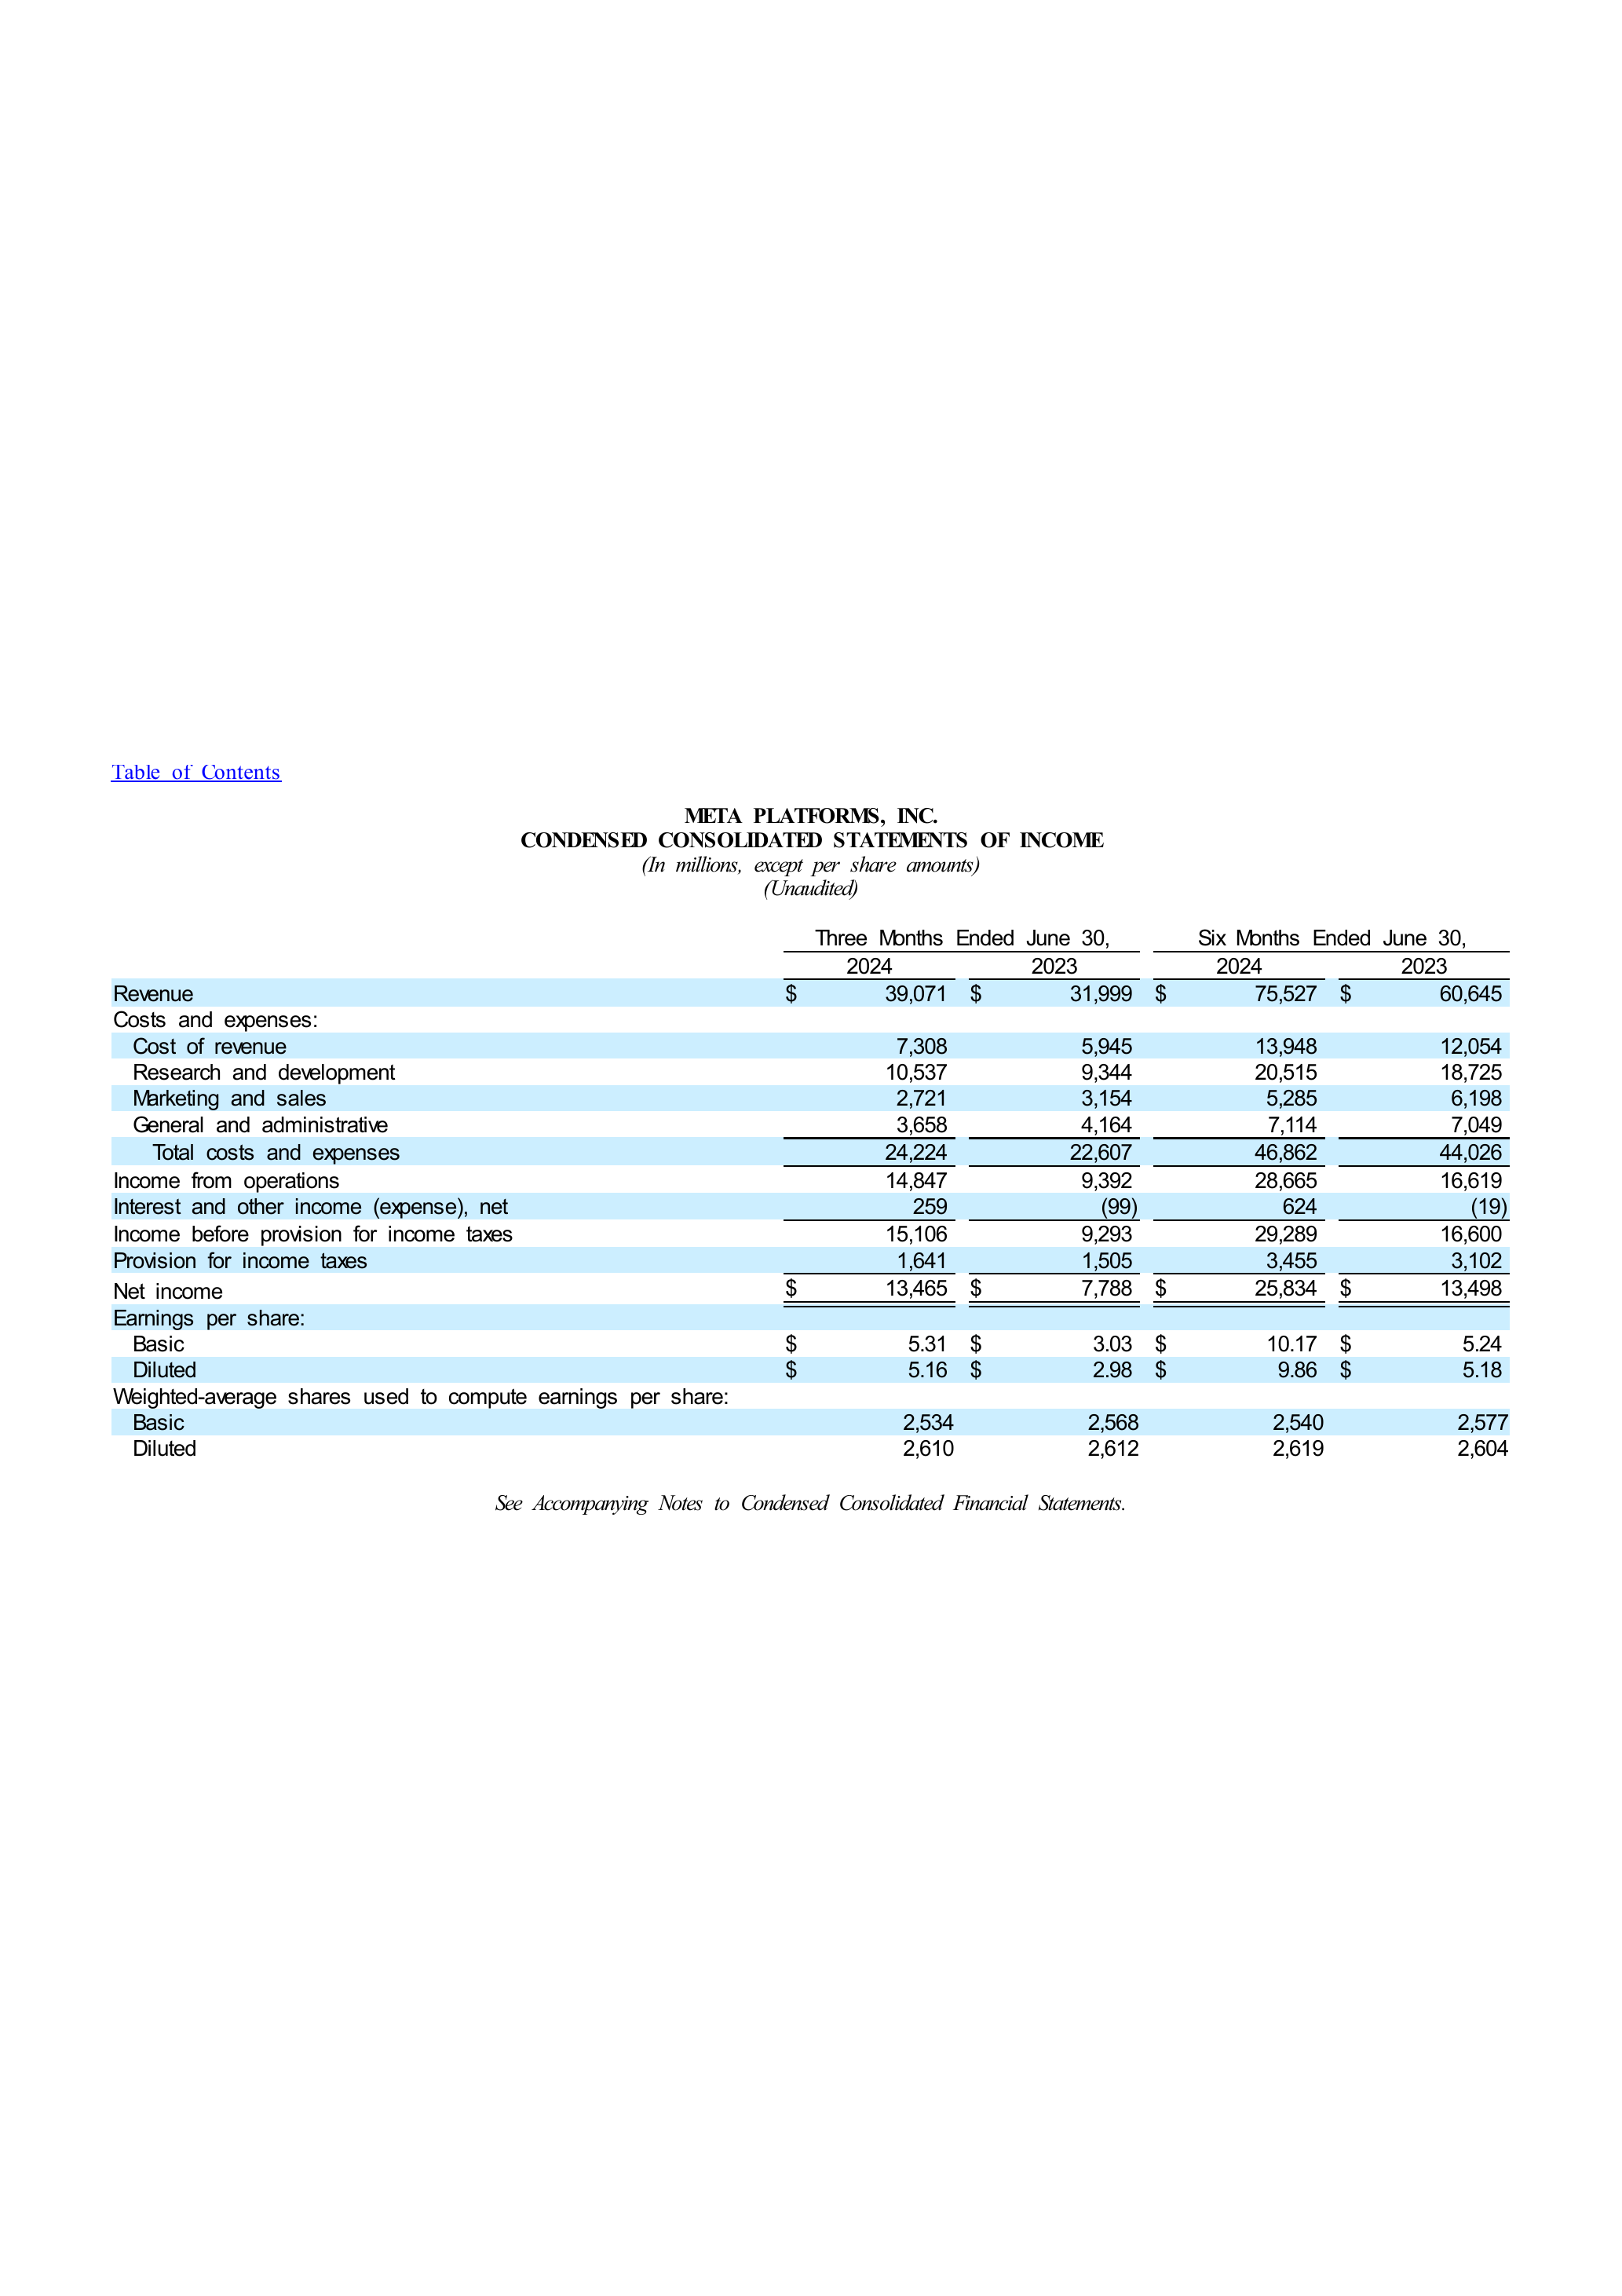 Table of Contents
META PLATFORMS, INC.
CONDENSED CONSOLIDATED STATEMENTS OF INCOME
(In millions, except per share amounts)
(Unaudited)
Three Months Ended June 30, Six Months Ended June 30,
2024 2023 2024 2023
Revenue $ 39,071 $ 31,999 $ 75,527 $ 60,645
Costs and expenses:
Cost of revenue 7,308 5,945 13,948 12,054
Research and development 10,537 9,344 20,515 18,725
Marketing and sales 2,721 3,154 5,285 6,198
General and administrative 3,658 4,164 7,114 7,049
Total costs and expenses 24,224 22,607 46,862 44,026
Income from operations 14,847 9,392 28,665 16,619
Interest and other income (expense), net 259 (99) 624 (19)
Income before provision for income taxes 15,106 9,293 29,289 16,600
Provision for income taxes 1,641 1,505 3,455 3,102
Net income $ 13,465 $ 7,788 $ 25,834 $ 13,498
Earnings per share:
Basic $ 5.31 $ 3.03 $ 10.17 $ 5.24
Diluted $ 5.16 $ 2.98 $ 9.86 $ 5.18
Weighted-average shares used to compute earnings per share:
Basic 2,534 2,568 2,540 2,577
Diluted 2,610 2,612 2,619 2,604
See Accompanying Notes to Condensed Consolidated Financial Statements.